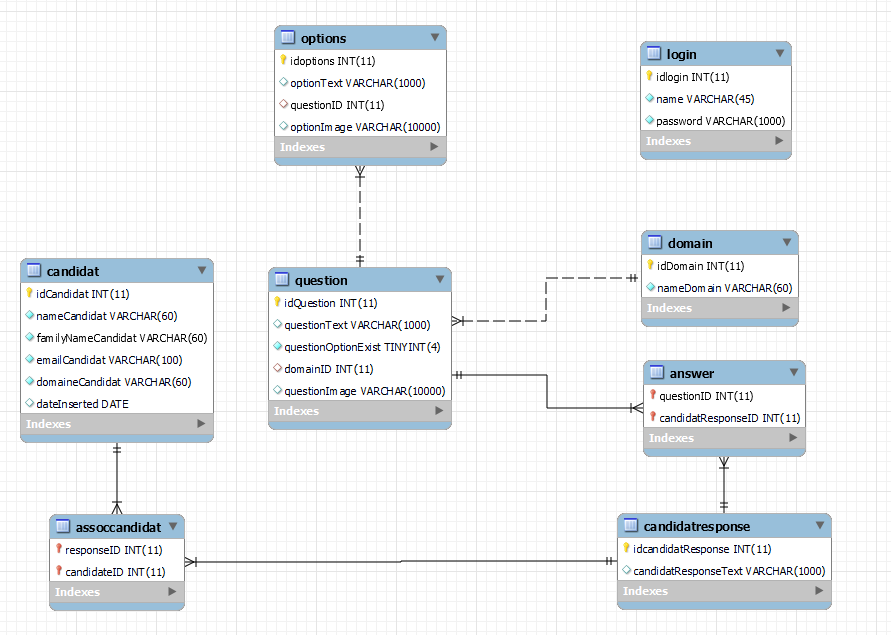 options
idoptions INT(11)
optionText VARCHAR(1000)
questionID INT(11)
optionImage VARCHAR(10000)
Indexes
login
idlogin INT(11)
name VARCHAR(45)
password VARCHAR(1000)
Indexes
candidat
idCandidat INT(11)
nameCandidat VARCHAR(60)
familyNameCandidat VARCHAR(60)
emailCandidat VARCHAR(100)
domaineCandidat VARCHAR(60)
dateInserted DATE
Indexes
question
idQuestion INT(11)
questionText VARCHAR(1000)
questionOptionExist TINYINT(4)
domainID INT(11)
questionImage VARCHAR(10000)
Indexes
domain
idDomain INT(11)
nameDomain VARCHAR(60)
Indexes
answer
questionID INT(11)
candidatResponseID INT(11)
Indexes
assoccandidat
responseID INT(11)
candidateID INT(11)
Indexes
candidatresponse
idcandidatResponse INT(11)
candidatResponseText VARCHAR(1000)
Indexes